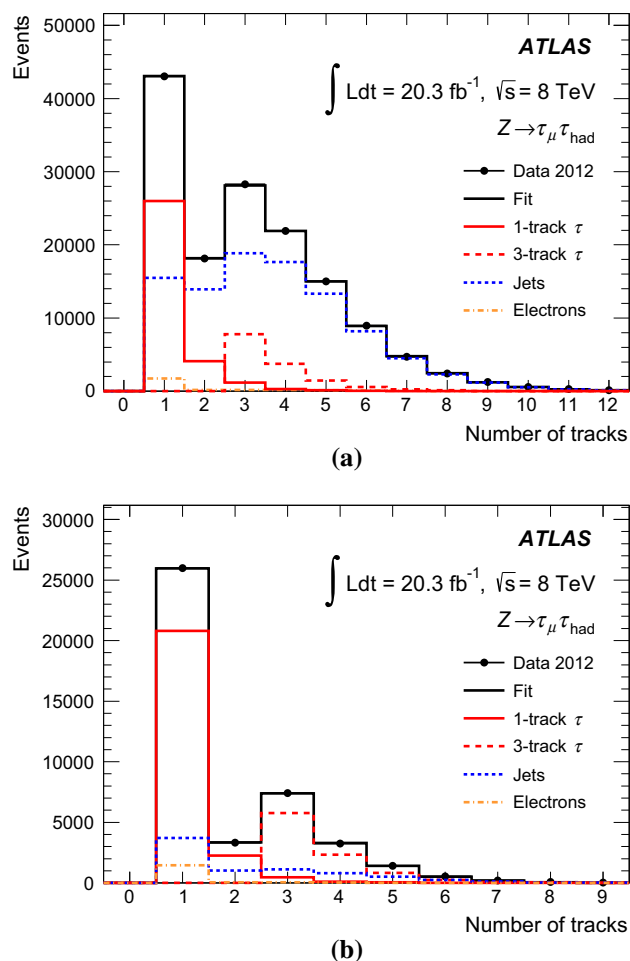 Events
50000
40000
30000
20000
10000
0
ATLAS
∫ Ldt = 20.3 fb⁻¹, √s = 8 TeV
Z→τ_μτ_had
Data 2012
Fit
1-track τ
3-track τ
Jets
Electrons
0 1 2 3 4 5 6 7 8 9 10 11 12
Number of tracks
(a)
Events
30000
25000
20000
15000
10000
5000
0
ATLAS
∫ Ldt = 20.3 fb⁻¹, √s = 8 TeV
Z→τ_μτ_had
Data 2012
Fit
1-track τ
3-track τ
Jets
Electrons
0 1 2 3 4 5 6 7 8 9
Number of tracks
(b)